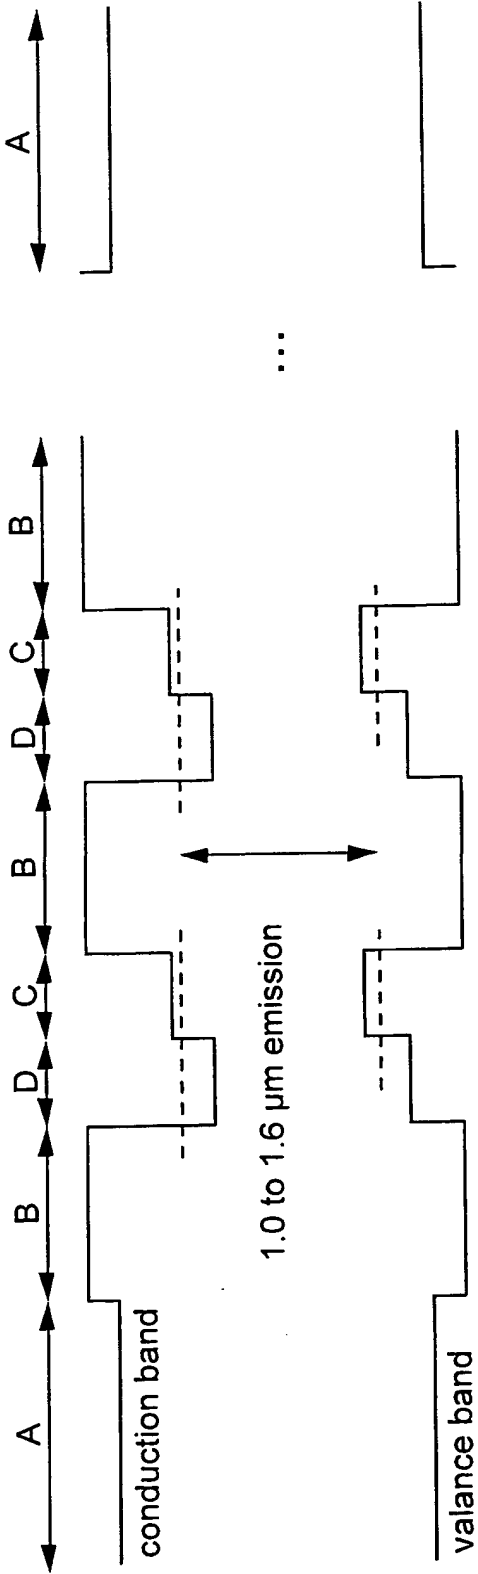 A B D C B D C B A
...
1.0 to 1.6 µm emission
conduction band
valance band